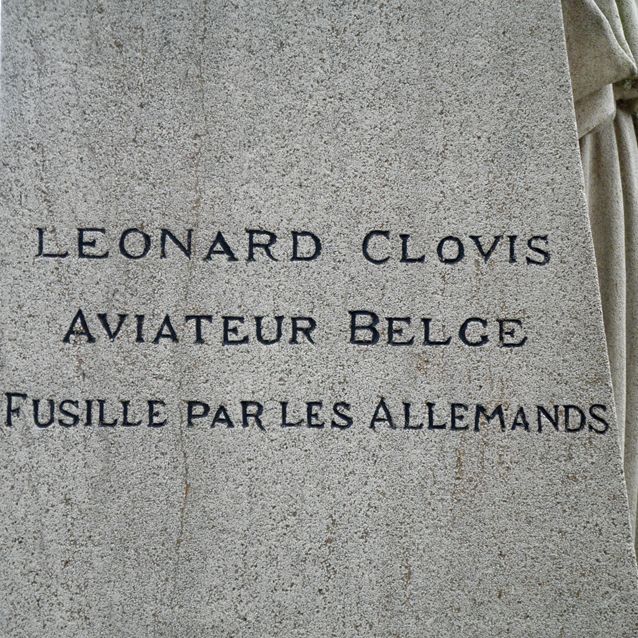 LEONARD CLOVIS
AVIATEUR BELGE
FUSILLE PAR LES ALLEMANDS